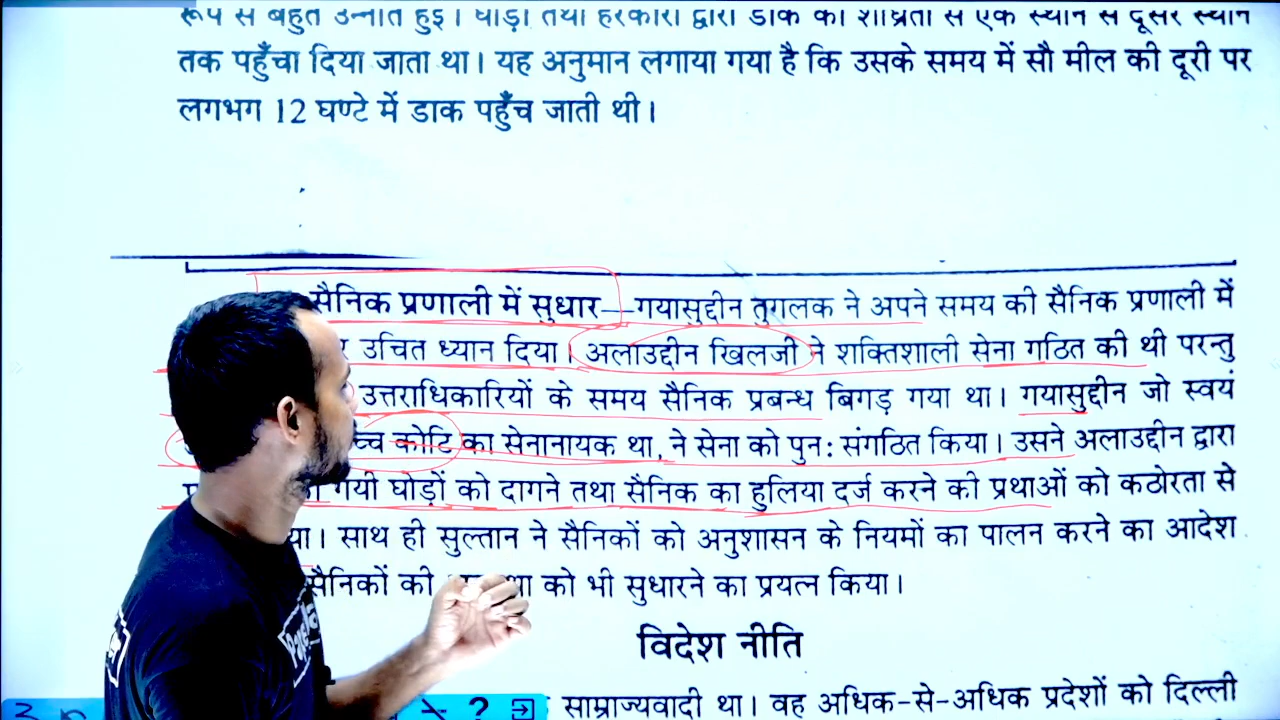 रूप से बहुत उन्नति हुई। घोड़ों तथा हरकारों द्वारा डाक को शीघ्रता से एक स्थान से दूसरे स्थान
तक पहुँचा दिया जाता था। यह अनुमान लगाया गया है कि उसके समय में सौ मील की दूरी पर
लगभग 12 घण्टे में डाक पहुँच जाती थी।
सैनिक प्रणाली में सुधार—गयासुद्दीन तुगलक ने अपने समय की सैनिक प्रणाली में
उचित ध्यान दिया। अलाउद्दीन खिलजी ने शक्तिशाली सेना गठित की थी परन्तु
उत्तराधिकारियों के समय सैनिक प्रबन्ध बिगड़ गया था। गयासुद्दीन जो स्वयं
कोटि का सेनानायक था, ने सेना को पुन: संगठित किया। उसने अलाउद्दीन द्वारा
गयी घोड़ों को दागने तथा सैनिक का हुलिया दर्ज करने की प्रथाओं को कठोरता से
साथ ही सुल्तान ने सैनिकों को अनुशासन के नियमों का पालन करने का आदेश
सैनिकों की को भी सुधारने का प्रयत्न किया।
विदेश नीति
साम्राज्यवादी था। वह अधिक-से-अधिक प्रदेशों को दिल्ली